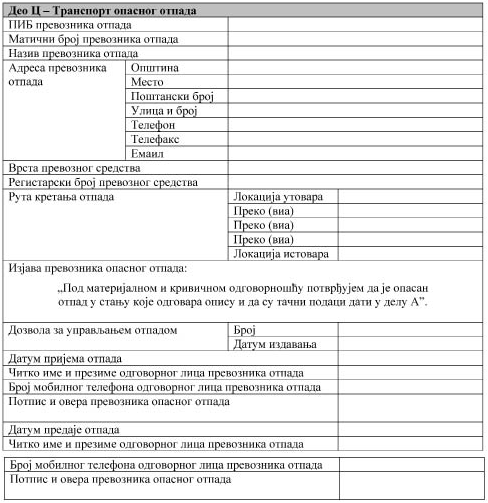 Део Ц – Транспорт опасног отпада
ПИБ превозника отпада
Матични број превозника отпада
Назив превозника отпада
Адреса превозника отпада
Општина
Место
Поштански број
Улица и број
Телефон
Телефакс
Емаил
Врста превозног средства
Регистарски број превозног средства
Рута кретања отпада
Локација утовара
Преко (виа)
Преко (виа)
Преко (виа)
Локација истовара
Изјава превозника опасног отпада:
„Под материјалном и кривичном одговорношћу потврђујем да је опасан
отпад у стању које одговара опису и да су тачни подаци дати у делу А”.
Дозвола за управљањем отпадом
Број
Датум издавања
Датум пријема отпада
Читко име и презиме одговорног лица превозника отпада
Број мобилног телефона одговорног лица превозника отпада
Потпис и овера превозника опасног отпада
Датум предаје отпада
Читко име и презиме одговорног лица превозника отпада
Број мобилног телефона одговорног лица превозника отпада
Потпис и овера превозника опасног отпада